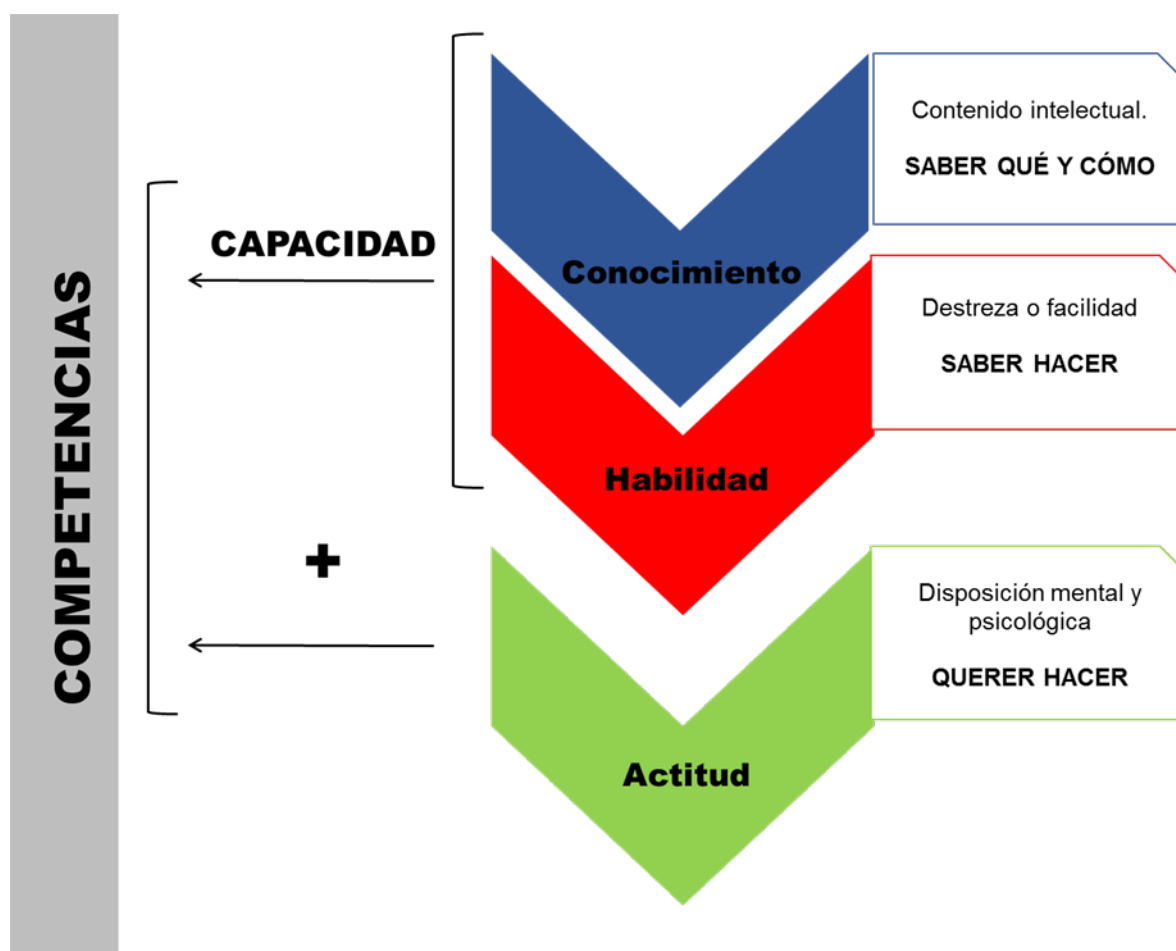 COMPETENCIAS
CAPACIDAD
+
Conocimiento
Contenido intelectual.
SABER QUÉ Y CÓMO
Habilidad
Destreza o facilidad
SABER HACER
Actitud
Disposición mental y
psicológica
QUERER HACER